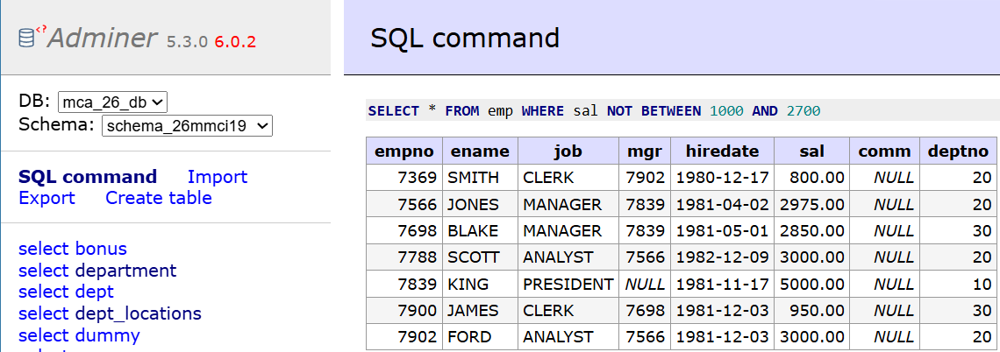 Adminer 5.3.0 6.0.2
DB: mca_26_db
Schema: schema_26mmci19
SQL command Import
Export Create table
select bonus
select department
select dept
select dept_locations
select dummy
SQL command
SELECT * FROM emp WHERE sal NOT BETWEEN 1000 AND 2700
empno ename job mgr hiredate sal comm deptno
7369 SMITH CLERK 7902 1980-12-17 800.00 NULL 20
7566 JONES MANAGER 7839 1981-04-02 2975.00 NULL 20
7698 BLAKE MANAGER 7839 1981-05-01 2850.00 NULL 30
7788 SCOTT ANALYST 7566 1982-12-09 3000.00 NULL 20
7839 KING PRESIDENT NULL 1981-11-17 5000.00 NULL 10
7900 JAMES CLERK 7698 1981-12-03 950.00 NULL 30
7902 FORD ANALYST 7566 1981-12-03 3000.00 NULL 20